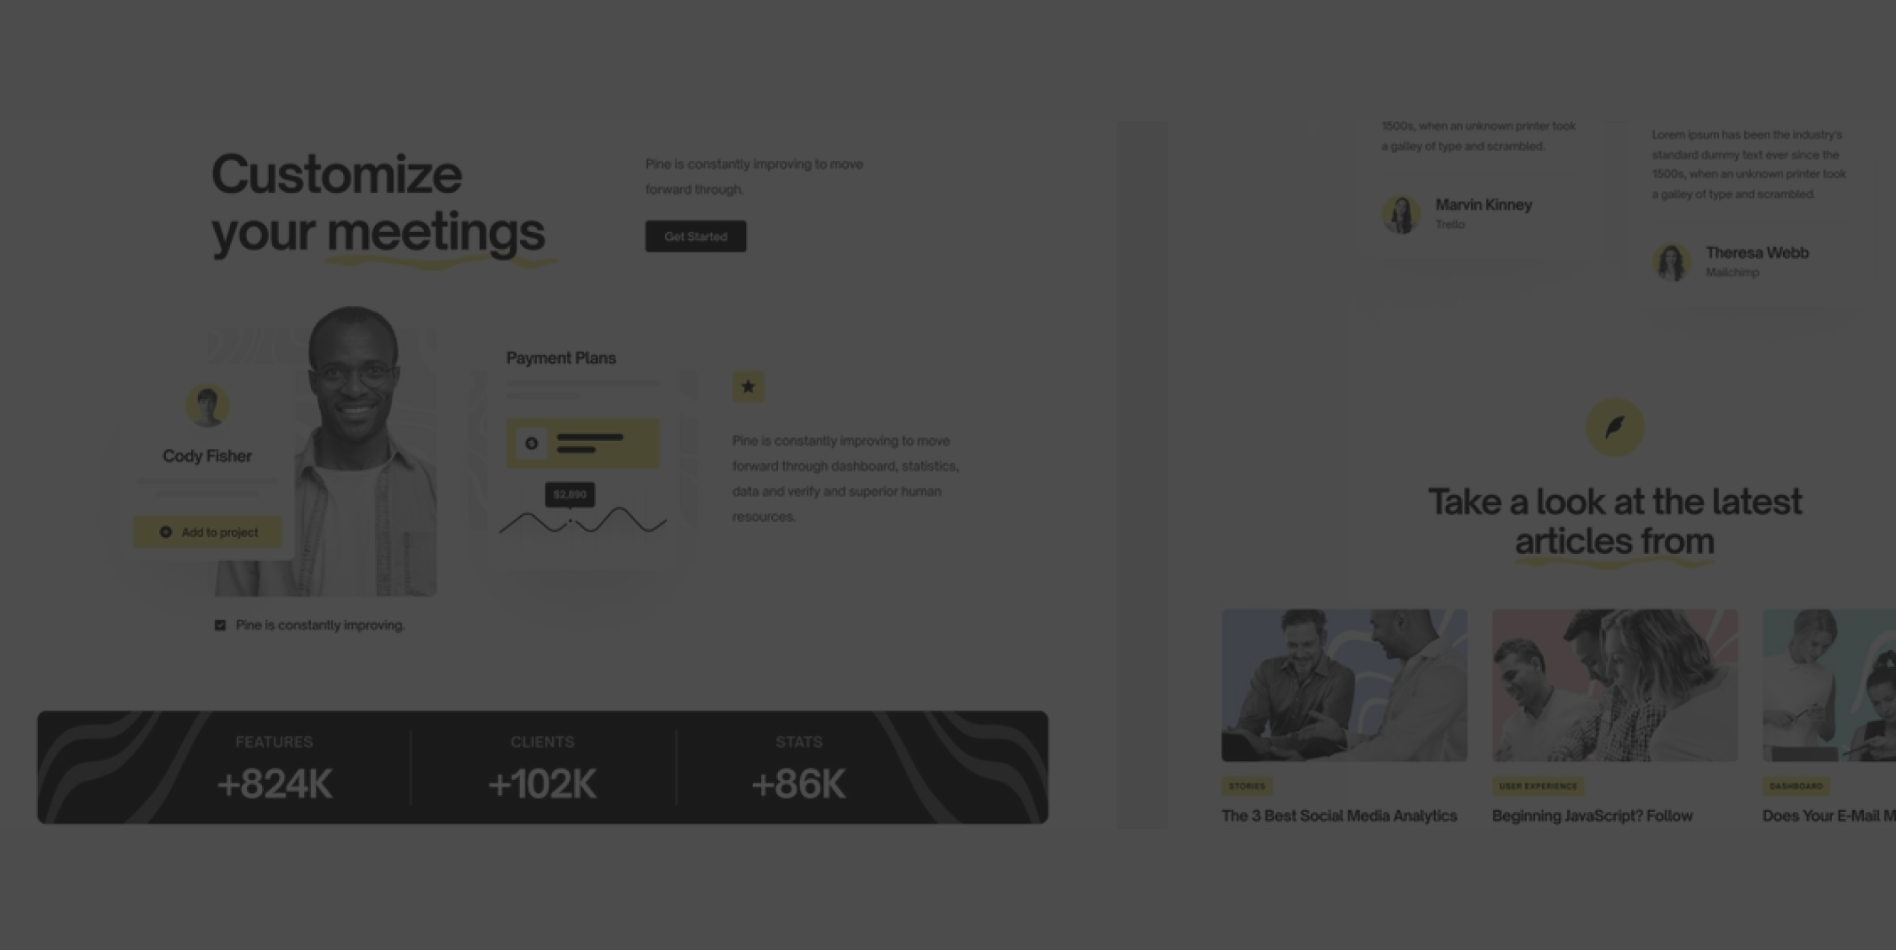 Customize
your meetings
Pine is constantly improving to move
forward through.
Get Started
Cody Fisher
Add to project
Payment Plans
$2,890
Pine is constantly improving to move
forward through dashboard, statistics,
data and verify and superior human
resources.
Pine is constantly improving.
FEATURES
+824K
CLIENTS
+102K
STATS
+86K
1500s, when an unknown printer took
a galley of type and scrambled.
Marvin Kinney
Trello
Lorem Ipsum has been the industry's
standard dummy text ever since the
1500s, when an unknown printer took
a galley of type and scrambled.
Theresa Webb
Mailchimp
Take a look at the latest
articles from
STORIES
The 3 Best Social Media Analytics
USER EXPERIENCE
Beginning JavaScript? Follow
DASHBOARD
Does Your E-Mail M